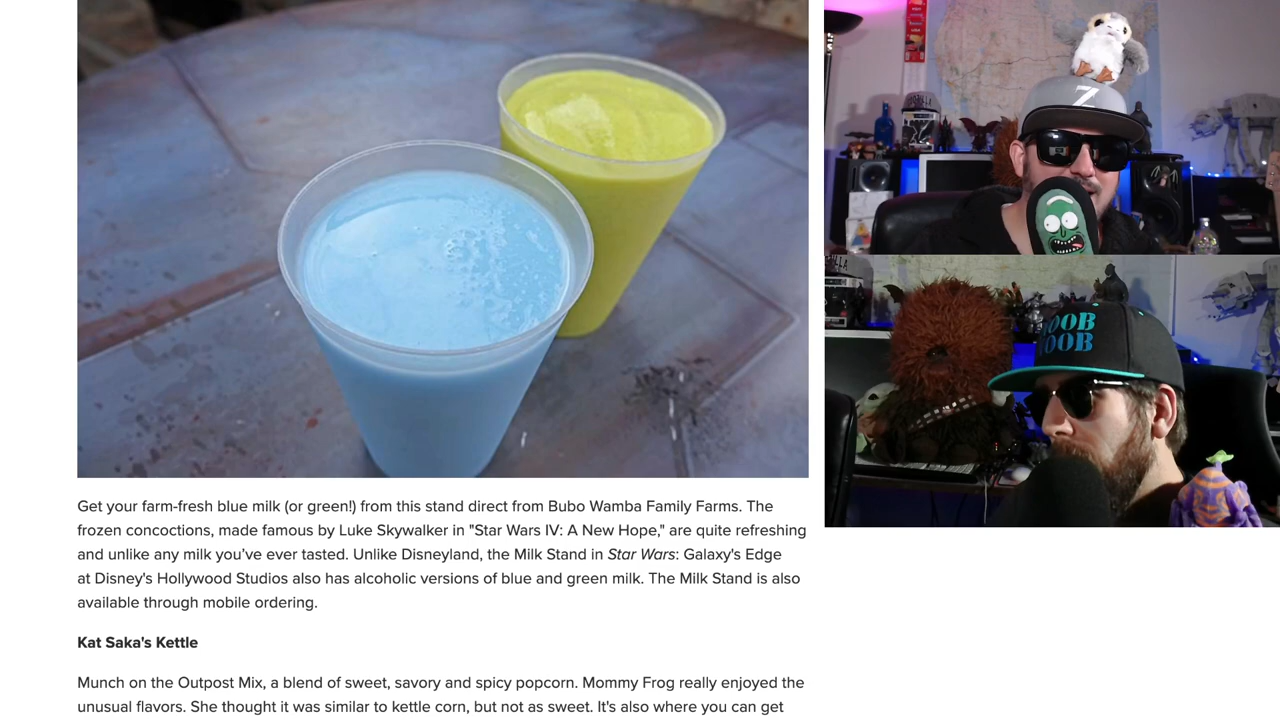 Z
OOB
OOB
Get your farm-fresh blue milk (or green!) from this stand direct from Bubo Wamba Family Farms. The
frozen concoctions, made famous by Luke Skywalker in "Star Wars IV: A New Hope," are quite refreshing
and unlike any milk you’ve ever tasted. Unlike Disneyland, the Milk Stand in Star Wars: Galaxy's Edge
at Disney's Hollywood Studios also has alcoholic versions of blue and green milk. The Milk Stand is also
available through mobile ordering.
Kat Saka's Kettle
Munch on the Outpost Mix, a blend of sweet, savory and spicy popcorn. Mommy Frog really enjoyed the
unusual flavors. She thought it was similar to kettle corn, but not as sweet. It's also where you can get